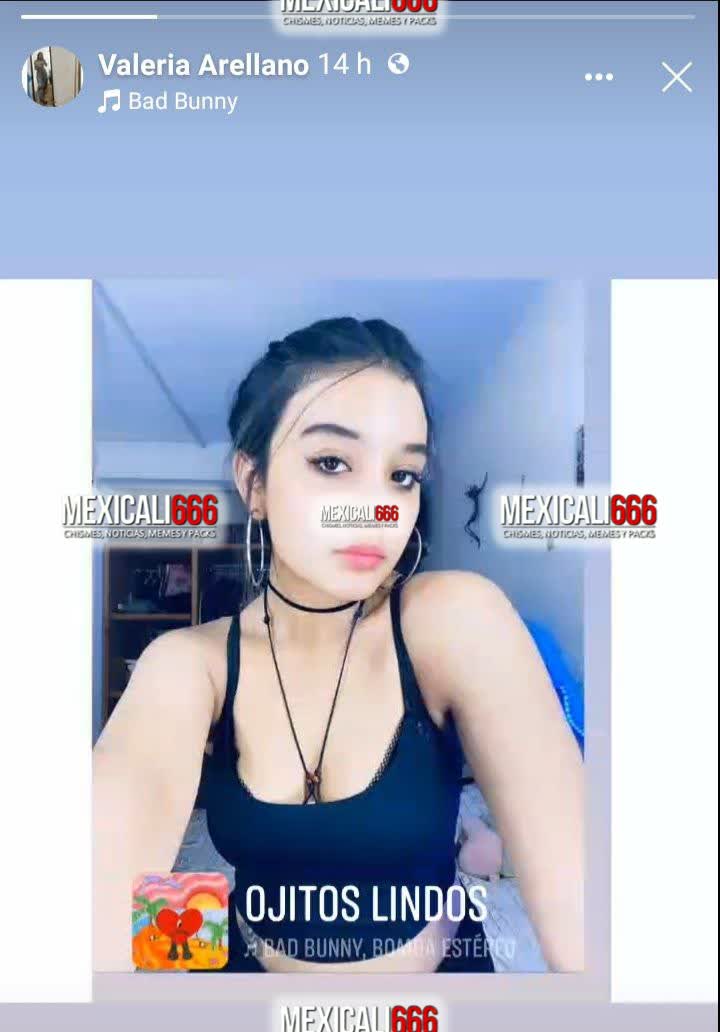 MEXICALI666
CHISMES, NOTICIAS, MEMES Y PACKS
Valeria Arellano 14 h
Bad Bunny
MEXICALI666
CHISMES, NOTICIAS, MEMES Y PACKS
MEXICALI666
CHISMES, NOTICIAS, MEMES Y PACKS
MEXICALI666
CHISMES, NOTICIAS, MEMES Y PACKS
OJITOS LINDOS
BAD BUNNY, BOMBA ESTÉREO
MEXICALI666